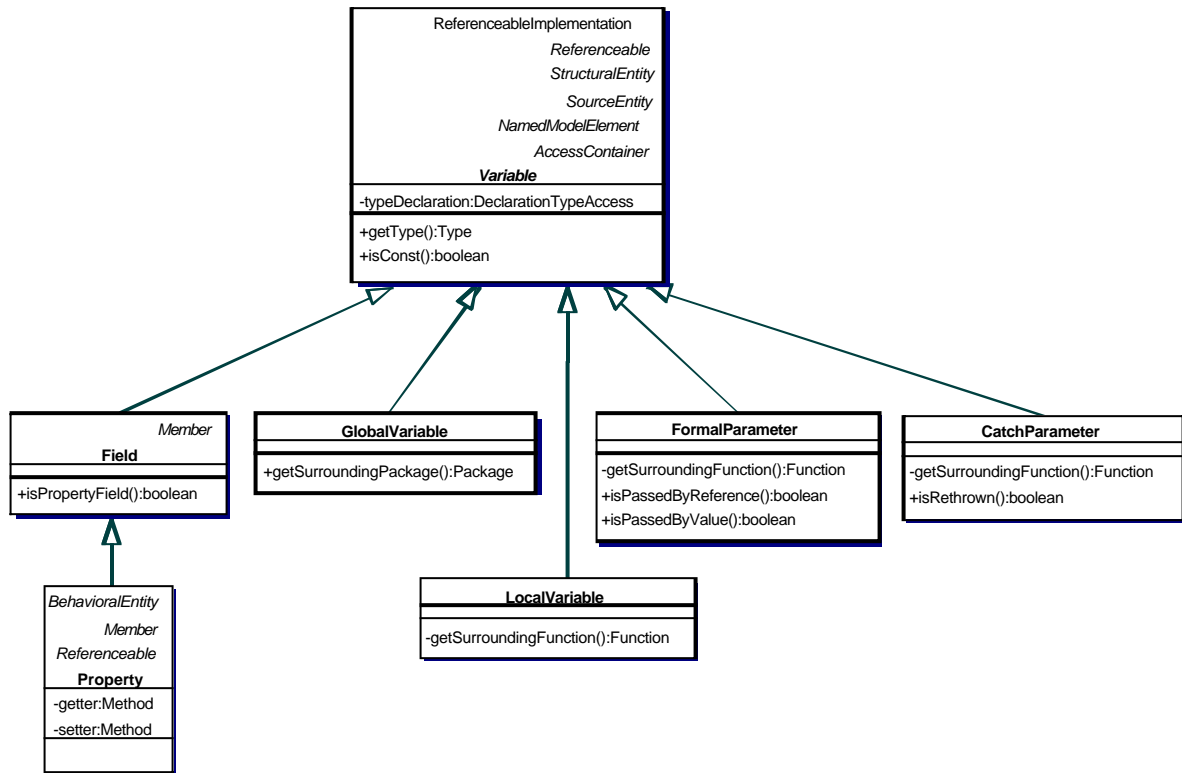 ReferenceableImplementation
Referenceable
StructuralEntity
SourceEntity
NamedModelElement
AccessContainer
Variable
-typeDeclaration:DeclarationTypeAccess
+getType():Type
+isConst():boolean
Member
Field
+isPropertyField():boolean
GlobalVariable
+getSurroundingPackage():Package
FormalParameter
-getSurroundingFunction():Function
+isPassedByReference():boolean
+isPassedByValue():boolean
CatchParameter
-getSurroundingFunction():Function
+isRethrown():boolean
BehavioralEntity
Member
Referenceable
Property
-getter:Method
-setter:Method
LocalVariable
-getSurroundingFunction():Function